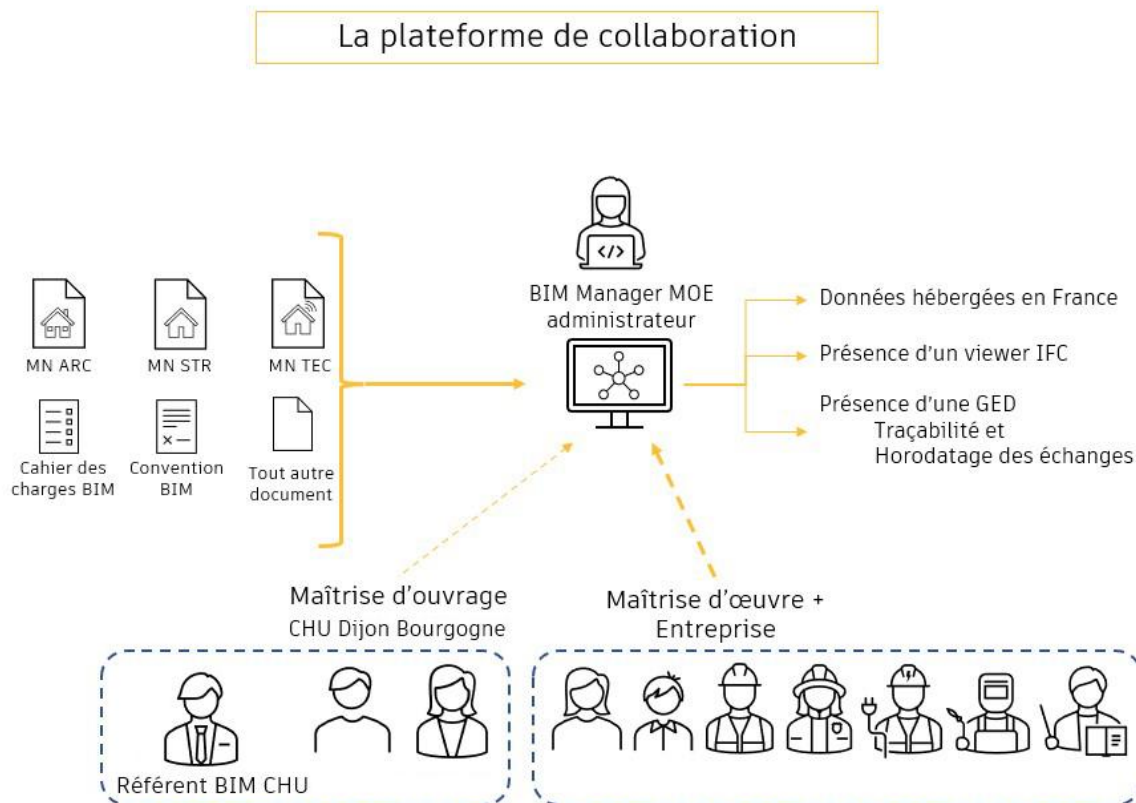 La plateforme de collaboration
BIM Manager MOE
administrateur
</>
MN ARC
MN STR
MN TEC
Cahier des
charges BIM
Convention
BIM
Tout autre
document
Données hébergées en France
Présence d'un viewer IFC
Présence d'une GED
Traçabilité et
Horodatage des échanges
Maîtrise d'ouvrage
CHU Dijon Bourgogne
Référent BIM CHU
Maîtrise d'œuvre +
Entreprise